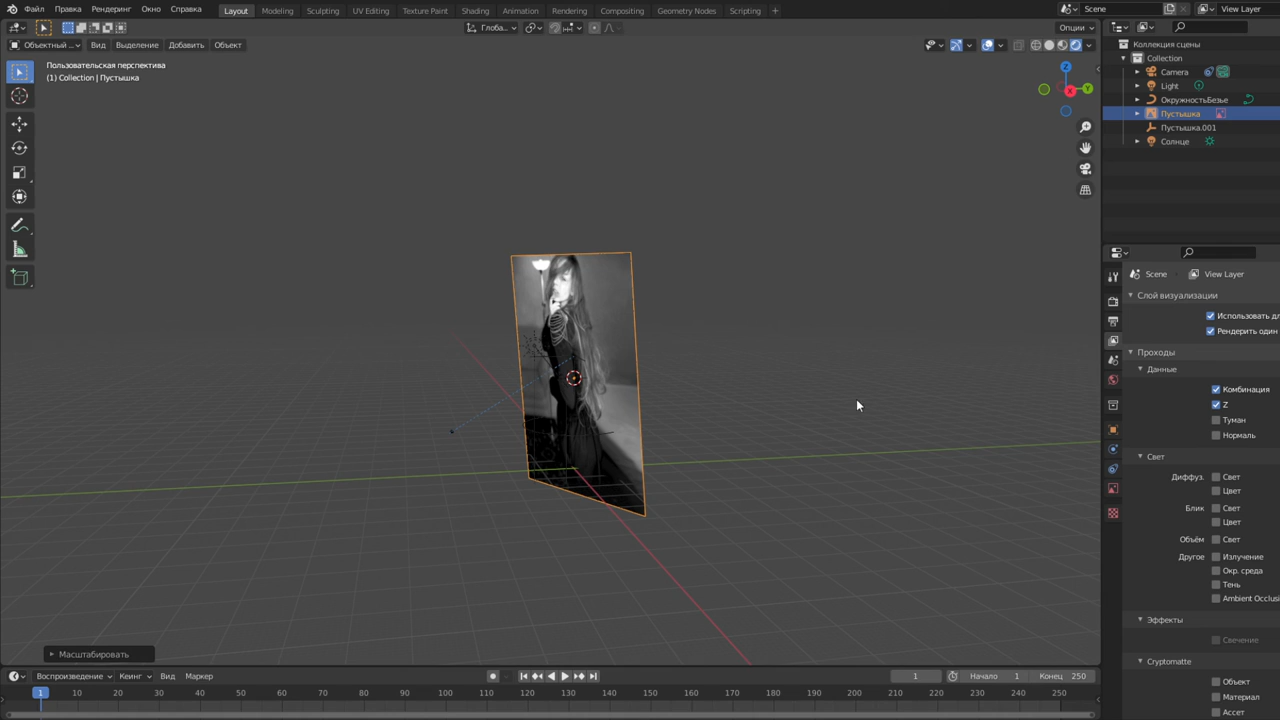 Файл Правка Рендеринг Окно Справка Layout Modeling Sculpting UV Editing Texture Paint Shading Animation Rendering Compositing Geometry Nodes Scripting + Scene View Layer
Глоба... Опции
Объектный ... Вид Выделение Добавить Объект
Пользовательская перспектива
(1) Collection | Пустышка
Z
Y
X
Масштабировать
Коллекция сцены
Collection
Camera
Light
ОкружностьБезье
Пустышка
Пустышка.001
Солнце
Scene View Layer
Слой визуализации
Использовать дл
Рендерить один
Проходы
Данные
Комбинация
Z
Туман
Нормаль
Свет
Диффуз. Свет
Цвет
Блик Свет
Цвет
Объём Свет
Другое Излучение
Окр. среда
Тень
Ambient Occlusi
Эффекты
Свечение
Cryptomatte
Объект
Материал
Ассет
Воспроизведение Кеинг Вид Маркер 1 Начало 1 Конец 250
1 10 20 30 40 50 60 70 80 90 100 110 120 130 140 150 160 170 180 190 200 210 220 230 240 250